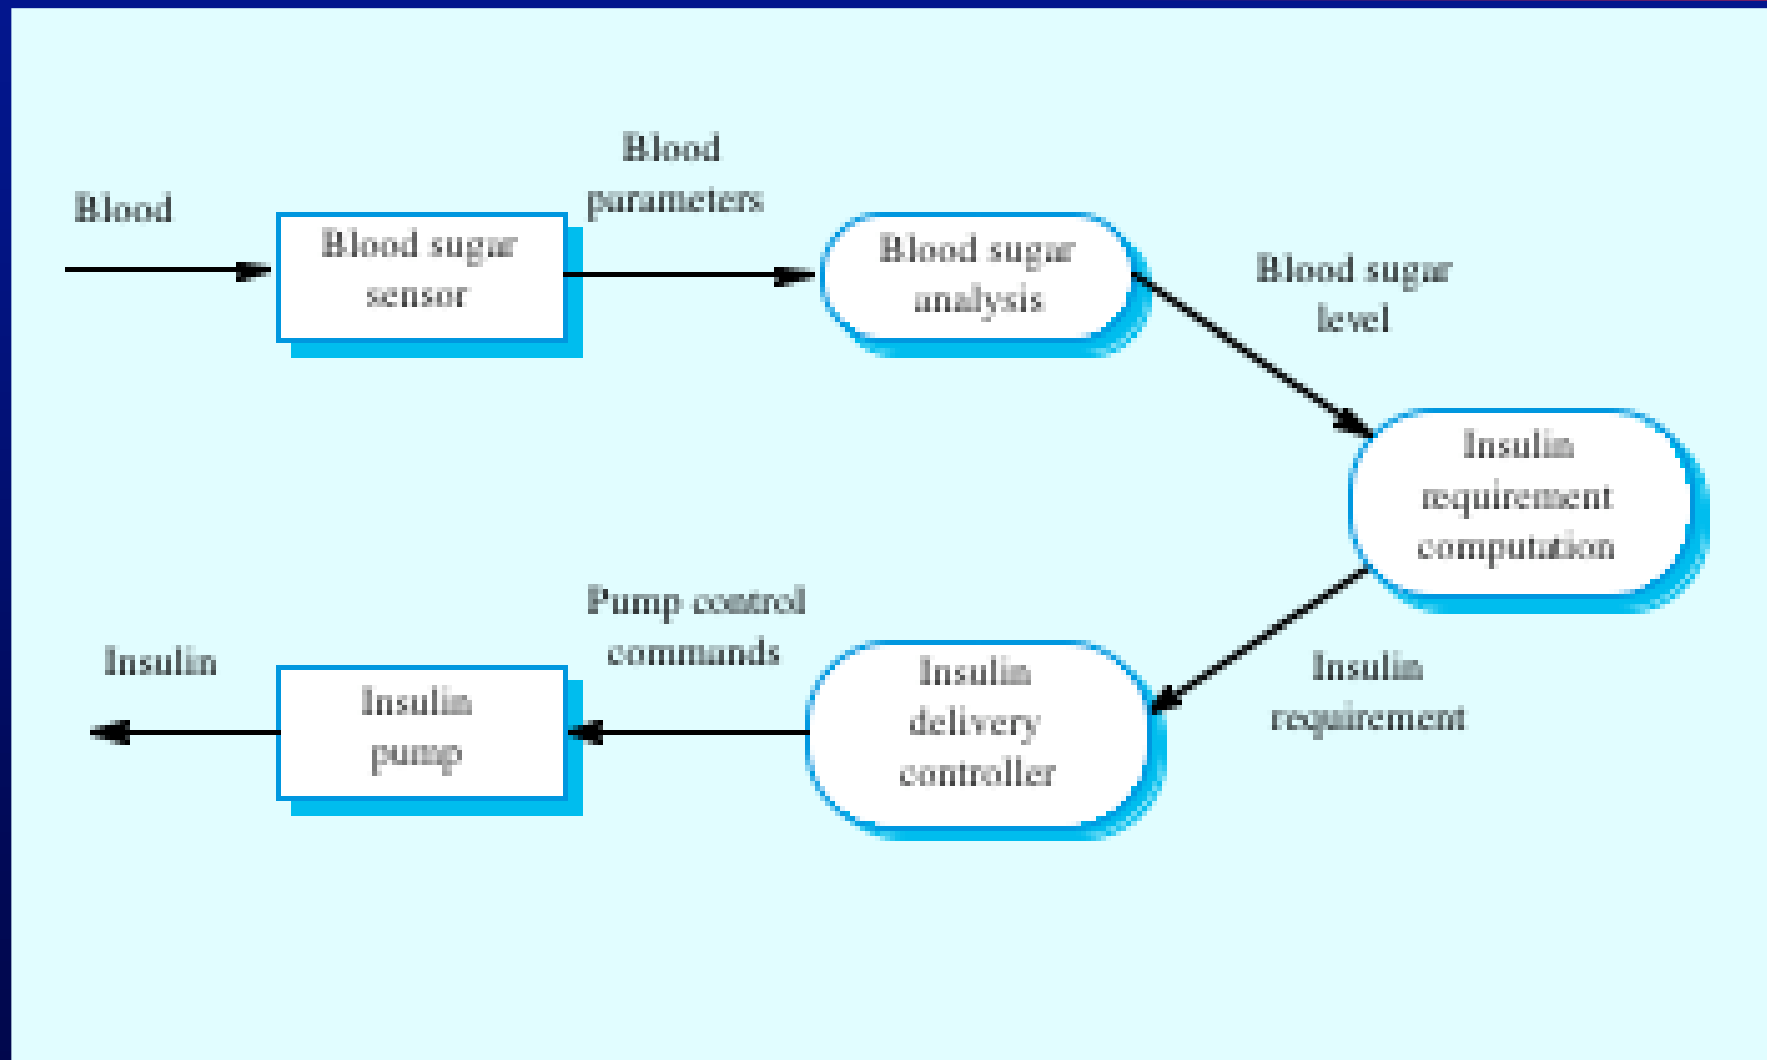 Blood
Blood sugar
sensor
Blood
parameters
Blood sugar
analysis
Blood sugar
level
Insulin
requirement
computation
Insulin
requirement
Insulin
delivery
controller
Pump control
commands
Insulin
pump
Insulin